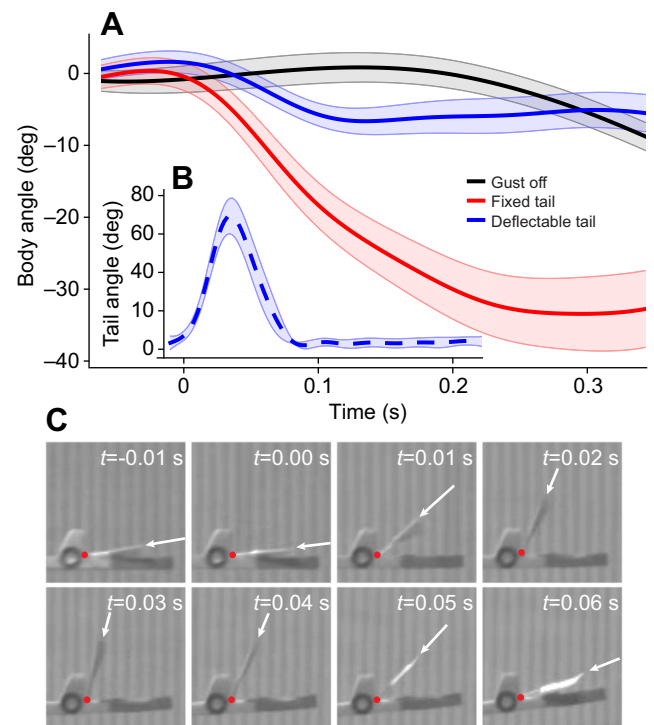 A
0
−10
−20
−30
−40
Body angle (deg)
Gust off
Fixed tail
Deflectable tail
B
80
60
40
10
0
Tail angle (deg)
0
0.1
0.2
0.3
Time (s)
C
t=-0.01 s
t=0.00 s
t=0.01 s
t=0.02 s
t=0.03 s
t=0.04 s
t=0.05 s
t=0.06 s